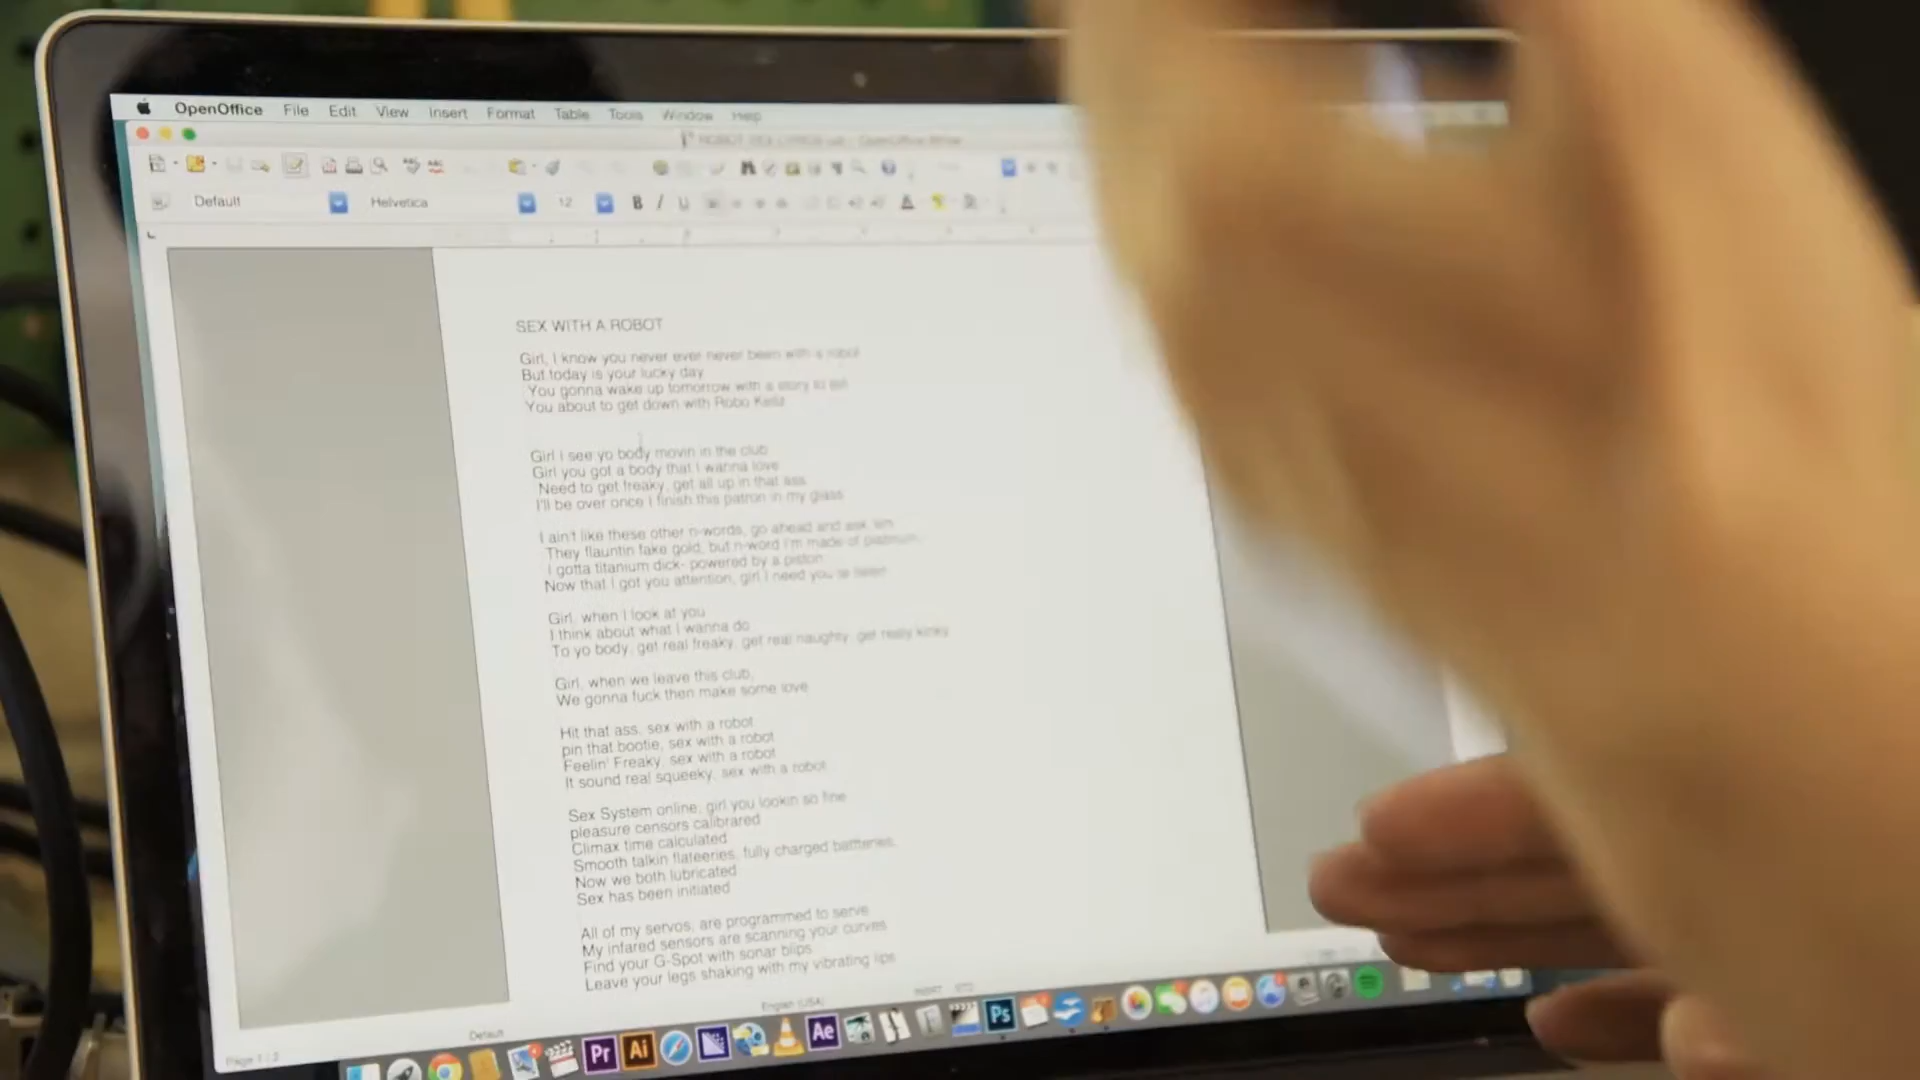 OpenOffice File Edit View Insert Format Table Tools Window Help
Default Helvetica 12 B I U
SEX WITH A ROBOT
Girl, I know you never ever never been with a robot
But today is your lucky day
You gonna wake up tomorrow with a story to tell
You about to get down with Robo Kellz
Girl I see yo body movin in the club
Girl you got a body that I wanna love
Need to get freaky, get all up in that ass
I'll be over once I finish this patron in my glass
I ain't like these other n-words, go ahead and ask 'em
They flauntin fake gold, but n-word I'm made of platinum
I gotta titanium dick- powered by a piston
Now that I got you attention, girl I need you to listen
Girl, when I look at you
I think about what I wanna do
To yo body, get real freaky, get real naughty, get really kinky
Girl, when we leave this club,
We gonna fuck then make some love
Hit that ass, sex with a robot
pin that bootie, sex with a robot
Feelin' Freaky, sex with a robot
It sound real squeeky, sex with a robot
Sex System online, girl you lookin so fine
pleasure censors calibrared
Climax time calculated
Smooth talkin flateeries, fully charged batteries,
Now we both lubricated
Sex has been initiated
All of my servos, are programmed to serve
My infared sensors are scanning your curves
Find your G-Spot with sonar blips
Leave your legs shaking with my vibrating lips
Page 1 / 2 Default English (USA) INSRT STD
Pr Ai Ae Ps